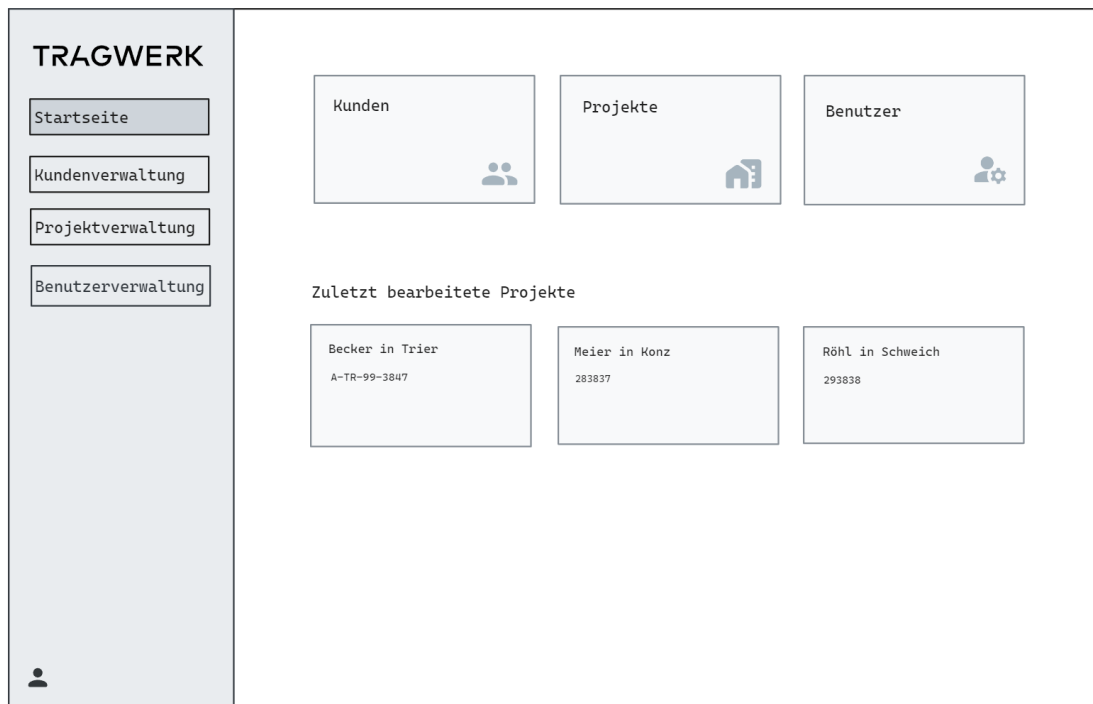 TRAGWERK
Startseite
Kundenverwaltung
Projektverwaltung
Benutzerverwaltung
Kunden
Projekte
Benutzer
Zuletzt bearbeitete Projekte
Becker in Trier
A-TR-99-3847
Meier in Konz
283837
Röhl in Schweich
293838